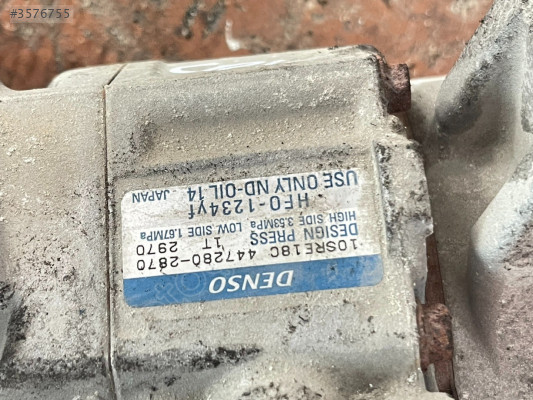 #3576755
DENSO
10SRE18C 447280-2870
DESIGN PRESS 1T 2970
HIGH SIDE 3.53MPa LOW SIDE 1.67MPa
HFO-1234yf
USE ONLY ND-OIL 14 . JAPAN